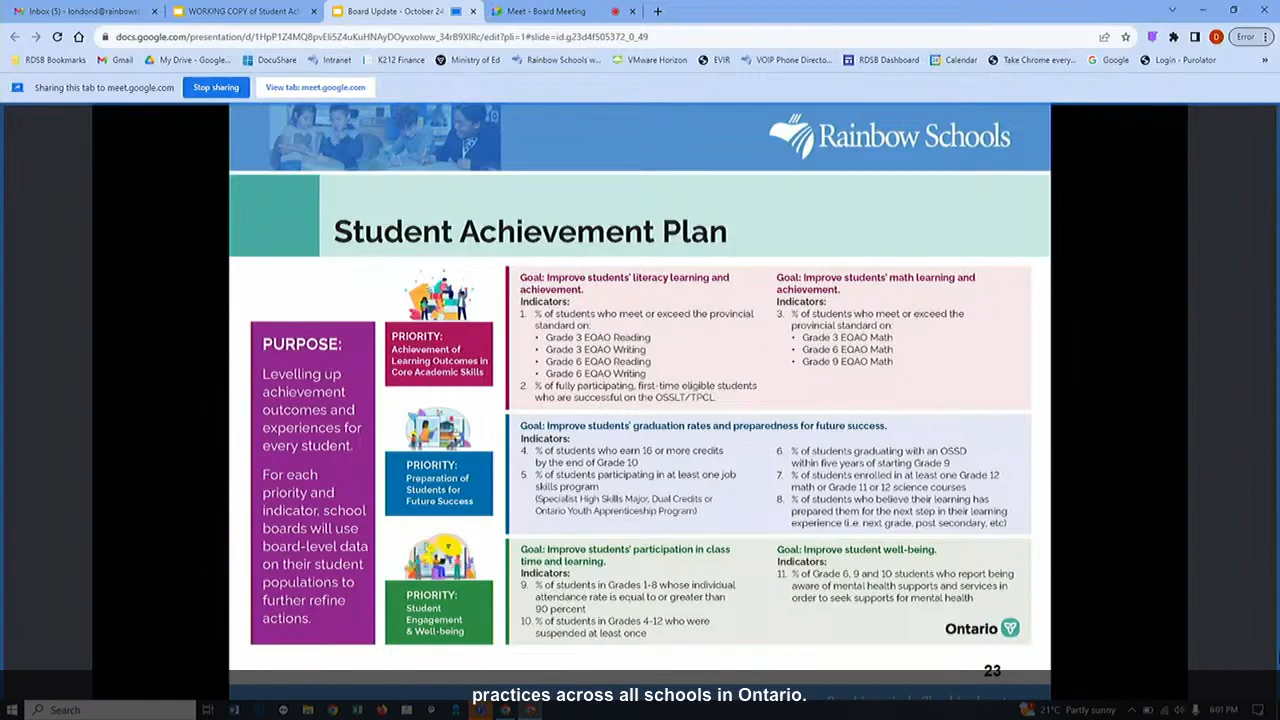 Inbox (5) - londond@rainbows
WORKING COPY of Student Ach
Board Update - October 24
Meet - Board Meeting
docs.google.com/presentation/d/1HpP1Z4MQ8pvEli5Z4uKuHNAyDOyvxolww_34rB9XlRc/edit?pli=1#slide=id.g23d4f505372_0_49
Error
RDSB Bookmarks
Gmail
My Drive - Google...
DocuShare
Intranet
K212 Finance
Ministry of Ed
Rainbow Schools w...
VMware Horizon
EVIR
VOIP Phone Directo...
RDSB Dashboard
Calendar
Take Chrome every...
Google
Login - Purolator
»
Sharing this tab to meet.google.com
Stop sharing
View tab: meet.google.com
Rainbow Schools
Student Achievement Plan
PURPOSE:
Levelling up
achievement
outcomes and
experiences for
every student.
For each
priority and
indicator, school
boards will use
board-level data
on their student
populations to
further refine
actions.
PRIORITY:
Achievement of
Learning Outcomes in
Core Academic Skills
Goal: Improve students' literacy learning and
achievement.
Indicators:
1. % of students who meet or exceed the provincial
standard on:
• Grade 3 EQAO Reading
• Grade 3 EQAO Writing
• Grade 6 EQAO Reading
• Grade 6 EQAO Writing
2. % of fully participating, first-time eligible students
who are successful on the OSSLT/TPCL
Goal: Improve students' math learning and
achievement.
Indicators:
3. % of students who meet or exceed the
provincial standard on:
• Grade 3 EQAO Math
• Grade 6 EQAO Math
• Grade 9 EQAO Math
PRIORITY:
Preparation of
Students for
Future Success
Goal: Improve students' graduation rates and preparedness for future success.
Indicators:
4. % of students who earn 16 or more credits
by the end of Grade 10
5. % of students participating in at least one job
skills program
(Specialist High Skills Major, Dual Credits or
Ontario Youth Apprenticeship Program)
6. % of students graduating with an OSSD
within five years of starting Grade 9
7. % of students enrolled in at least one Grade 12
math or Grade 11 or 12 science courses
8. % of students who believe their learning has
prepared them for the next step in their learning
experience (i.e. next grade, post secondary, etc)
PRIORITY:
Student
Engagement
& Well-being
Goal: Improve students' participation in class
time and learning.
Indicators:
9. % of students in Grades 1-8 whose individual
attendance rate is equal to or greater than
90 percent
10. % of students in Grades 4-12 who were
suspended at least once
Goal: Improve student well-being.
Indicators:
11. % of Grade 6, 9 and 10 students who report being
aware of mental health supports and services in
order to seek supports for mental health
Ontario
23
practices across all schools in Ontario.
Search
21°C Partly sunny
6:01 PM